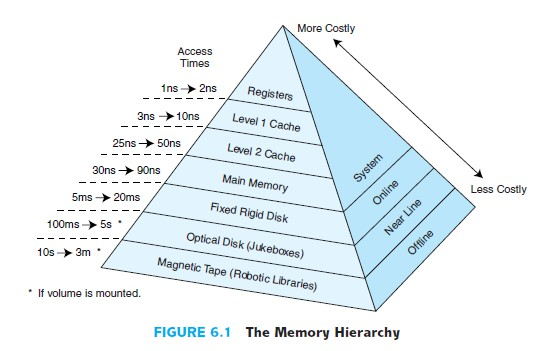 More Costly
Access
Times
1ns → 2ns
Registers
3ns → 10ns
Level 1 Cache
25ns → 50ns
Level 2 Cache
30ns → 90ns
Main Memory
5ms → 20ms
Fixed Rigid Disk
100ms → 5s *
Optical Disk (Jukeboxes)
10s → 3m *
Magnetic Tape (Robotic Libraries)
System
Online
Near Line
Offline
Less Costly
* If volume is mounted.
FIGURE 6.1 The Memory Hierarchy